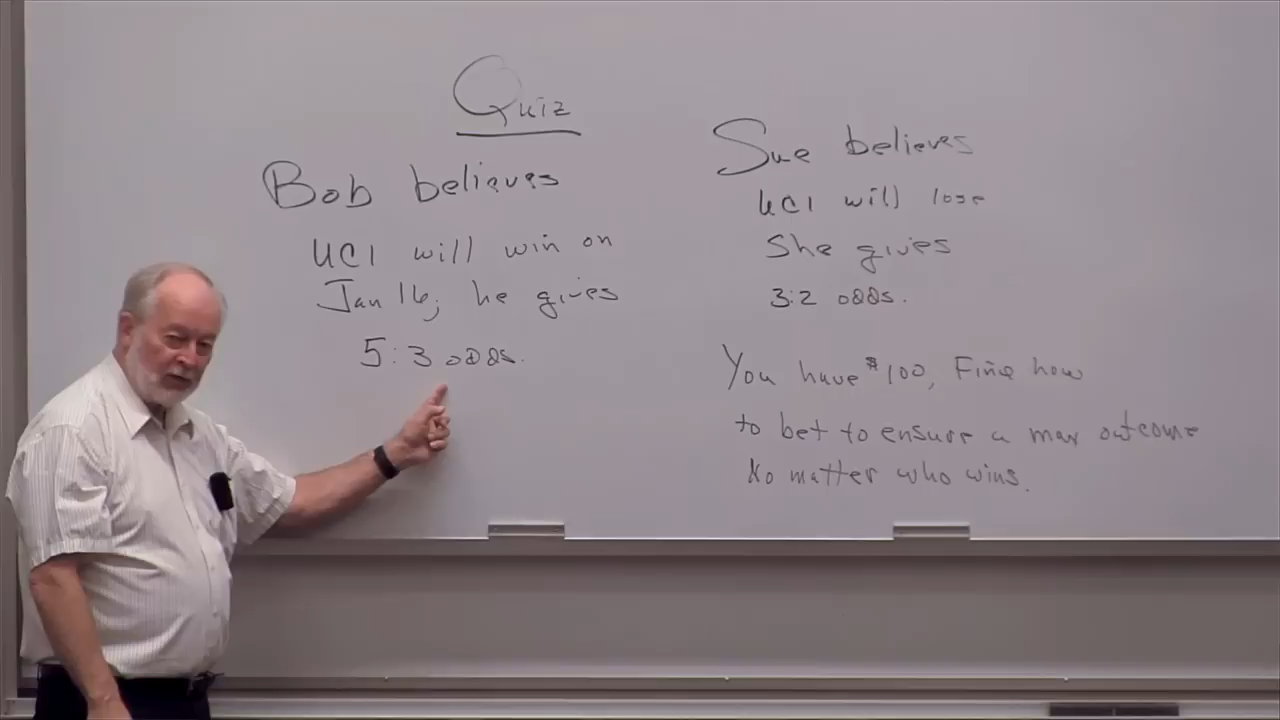 Quiz
Bob believes
UCI will win on
Jan 16, he gives
5:3 odds.
Sue believes
UCI will lose
She gives
3:2 odds.
You have $100, Find how
to bet to ensure a max outcome
No matter who wins.